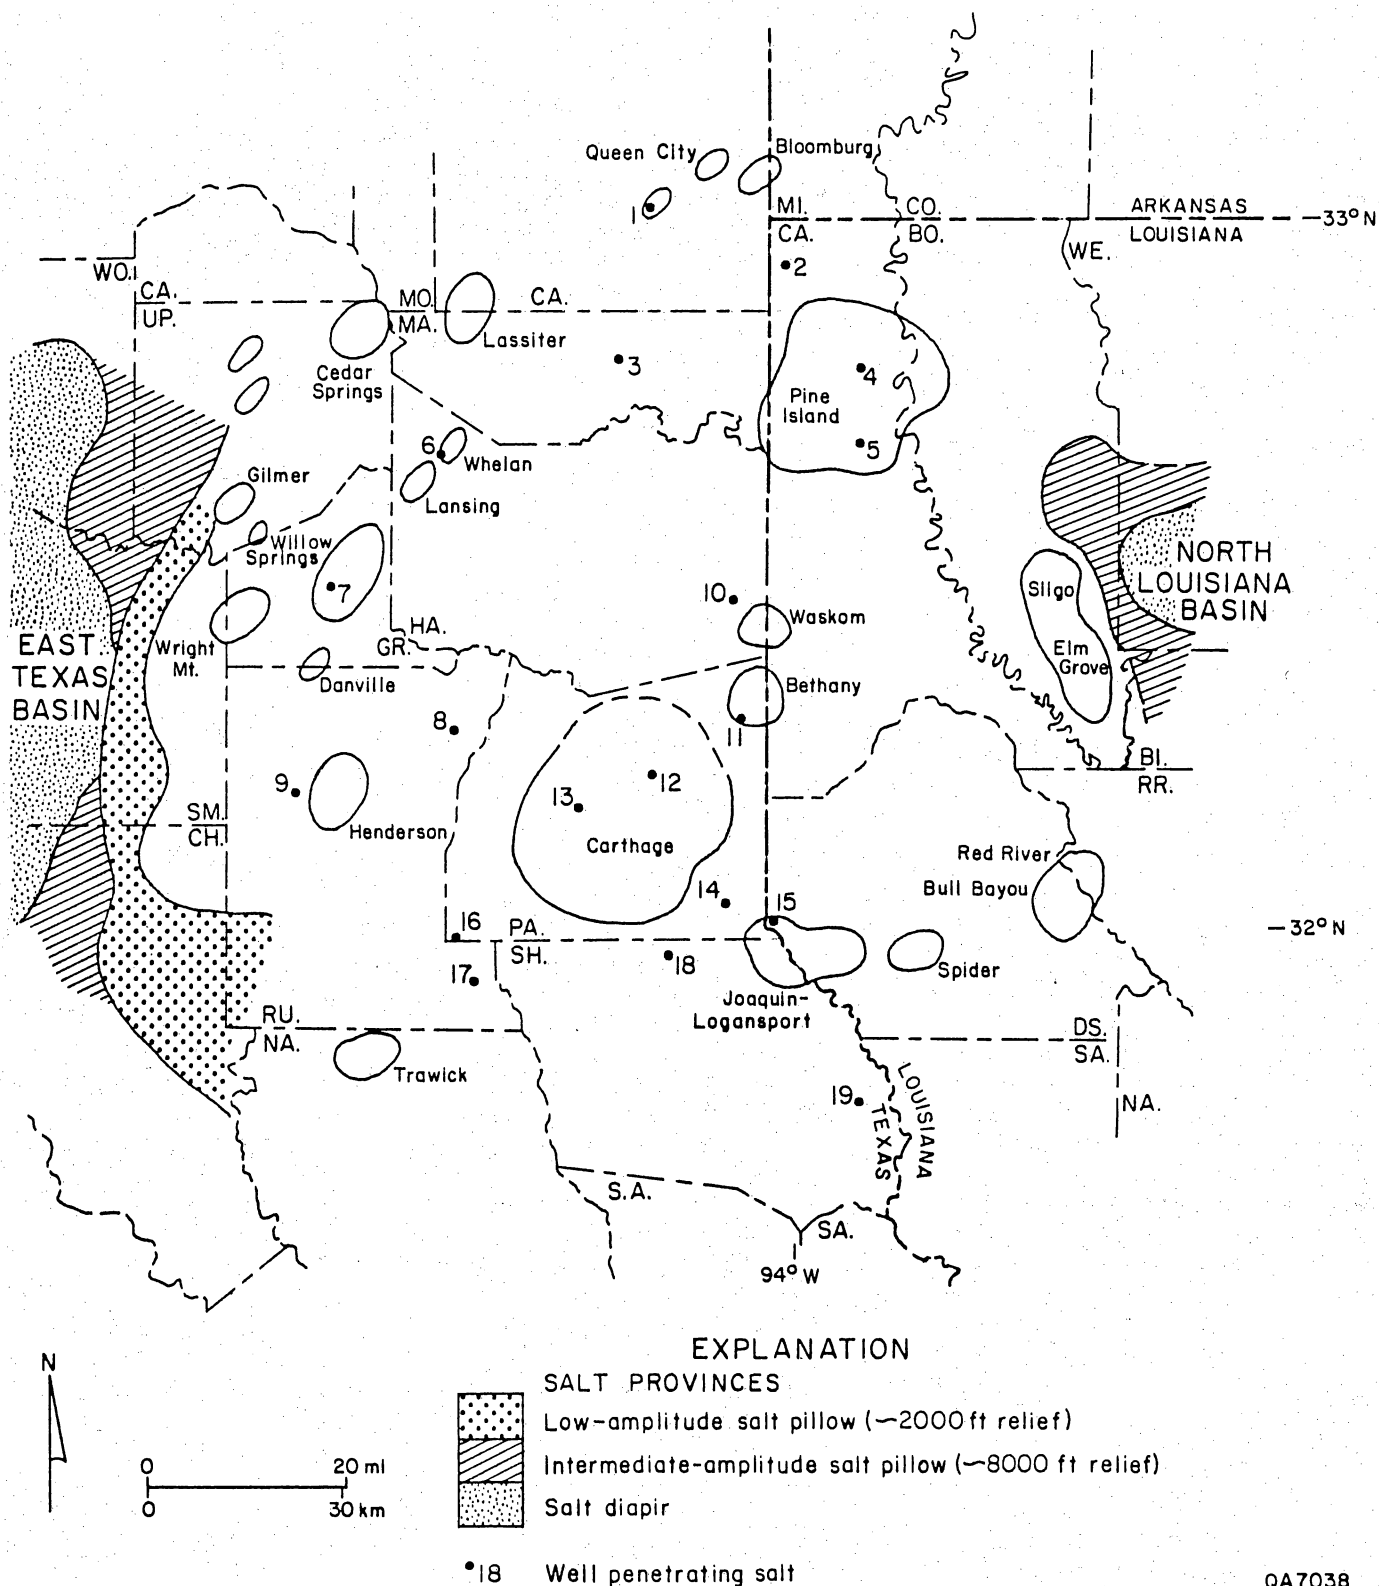 Queen City
Bloomburg
1
MI.
CO.
ARKANSAS
33°N
CA.
BO.
LOUISIANA
WE.
WO.
2
CA.
UP.
MO.
CA.
MA.
Lassiter
Cedar
Springs
3
4
Pine
Island
5
6
Whelan
Lansing
Gilmer
Willow
Springs
7
NORTH
LOUISIANA
BASIN
Sligo
Elm
Grove
10
Waskom
HA.
GR.
EAST
TEXAS
BASIN
Wright
Mt.
Danville
Bethany
8
11
12
9
13
BI.
RR.
SM.
CH.
Henderson
Carthage
Red River
Bull Bayou
14
15
16
PA.
SH.
32°N
17
18
Spider
Joaquin-
Logansport
RU.
NA.
DS.
SA.
Trawick
19
LOUISIANA
TEXAS
NA.
S.A.
SA.
94°W
EXPLANATION
N
SALT PROVINCES
Low-amplitude salt pillow (~2000 ft relief)
0 20 mi
Intermediate-amplitude salt pillow (~8000 ft relief)
0 30 km
Salt diapir
18 Well penetrating salt
QA7038